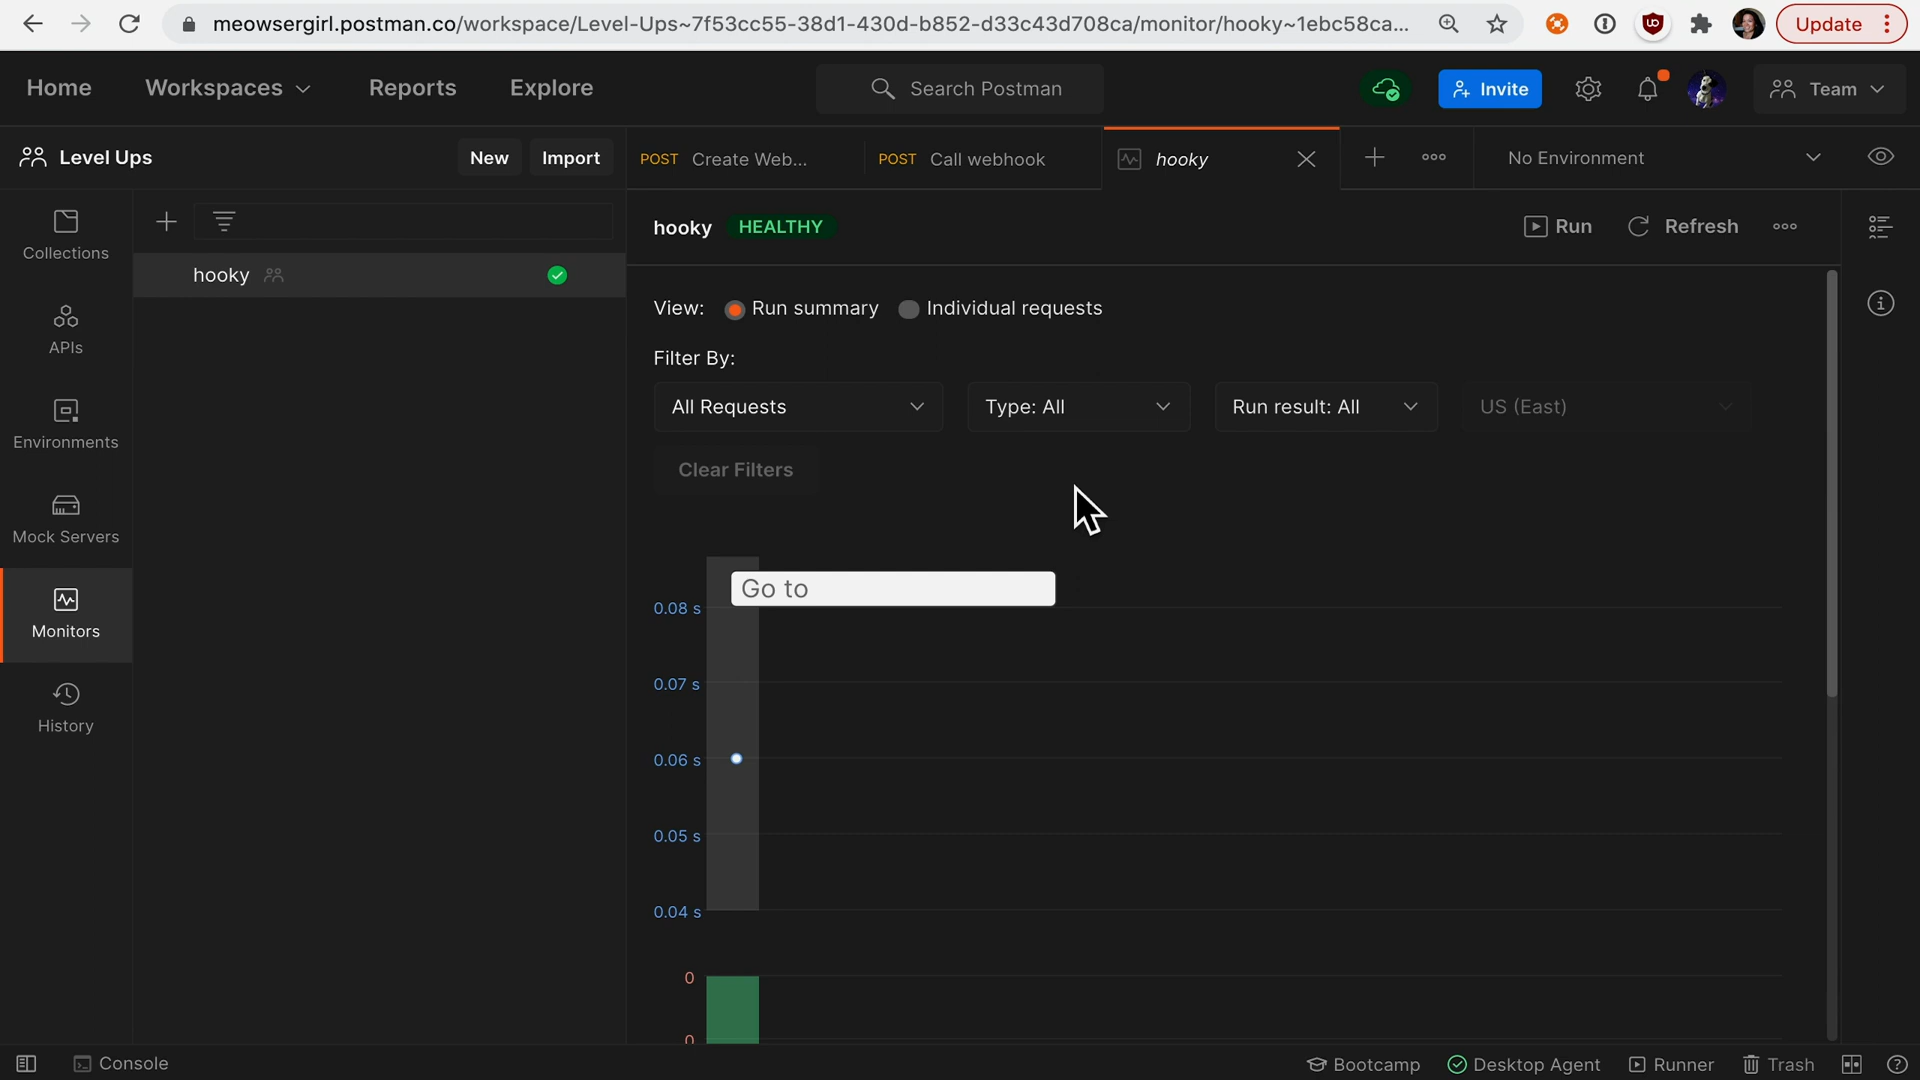 meowsergirl.postman.co/workspace/Level-Ups~7f53cc55-38d1-430d-b852-d33c43d708ca/monitor/hooky~1ebc58ca...
Update
Home
Workspaces
Reports
Explore
Search Postman
Invite
Team
Level Ups
New
Import
POST Create Web...
POST Call webhook
hooky
No Environment
Collections
APIs
Environments
Mock Servers
Monitors
History
hooky
hooky HEALTHY
Run
Refresh
View: Run summary Individual requests
Filter By:
All Requests
Type: All
Run result: All
US (East)
Clear Filters
Go to
0.08 s
0.07 s
0.06 s
0.05 s
0.04 s
0
0
Console
Bootcamp
Desktop Agent
Runner
Trash